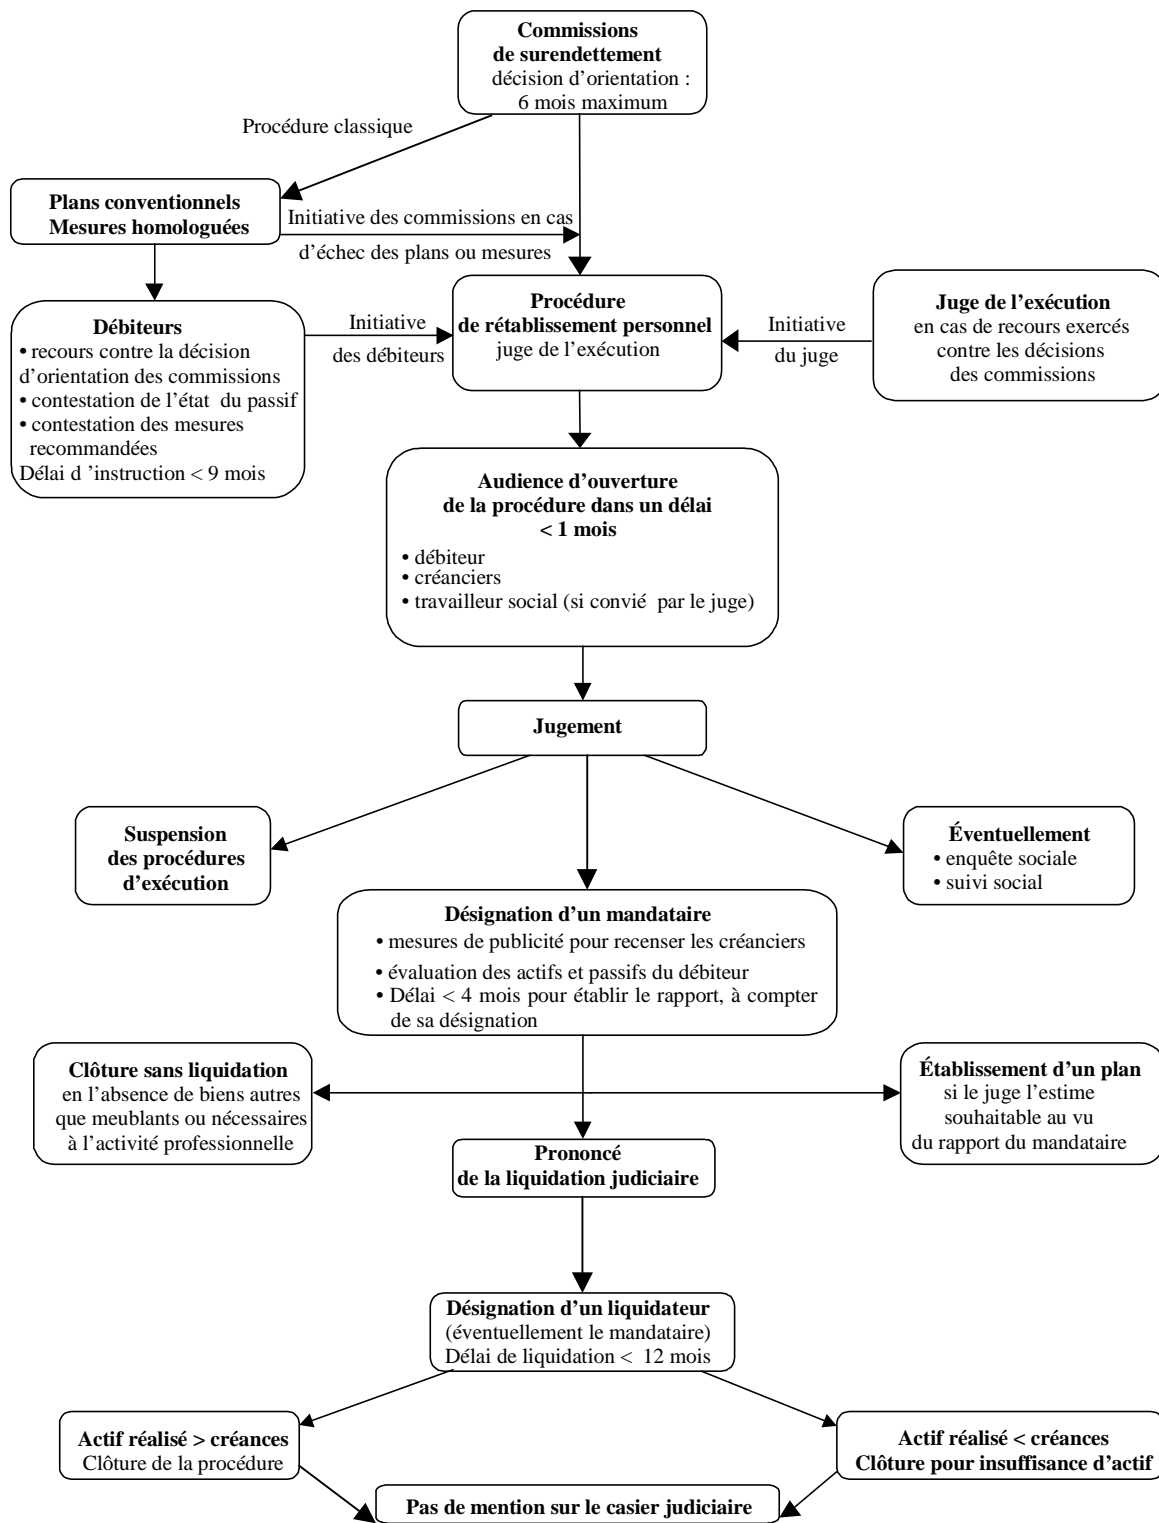 Commissions
de surendettement
décision d’orientation :
6 mois maximum
Procédure classique
Plans conventionnels
Mesures homologuées
Initiative des commissions en cas
d’échec des plans ou mesures
Débiteurs
• recours contre la décision
d’orientation des commissions
• contestation de l’état du passif
• contestation des mesures
recommandées
Délai d ’instruction < 9 mois
Initiative
des débiteurs
Procédure
de rétablissement personnel
juge de l’exécution
Initiative
du juge
Juge de l’exécution
en cas de recours exercés
contre les décisions
des commissions
Audience d’ouverture
de la procédure dans un délai
< 1 mois
• débiteur
• créanciers
• travailleur social (si convié par le juge)
Jugement
Suspension
des procédures
d’exécution
Éventuellement
• enquête sociale
• suivi social
Désignation d’un mandataire
• mesures de publicité pour recenser les créanciers
• évaluation des actifs et passifs du débiteur
• Délai < 4 mois pour établir le rapport, à compter
de sa désignation
Clôture sans liquidation
en l’absence de biens autres
que meublants ou nécessaires
à l’activité professionnelle
Établissement d’un plan
si le juge l’estime
souhaitable au vu
du rapport du mandataire
Prononcé
de la liquidation judiciaire
Désignation d’un liquidateur
(éventuellement le mandataire)
Délai de liquidation < 12 mois
Actif réalisé > créances
Clôture de la procédure
Actif réalisé < créances
Clôture pour insuffisance d’actif
Pas de mention sur le casier judiciaire